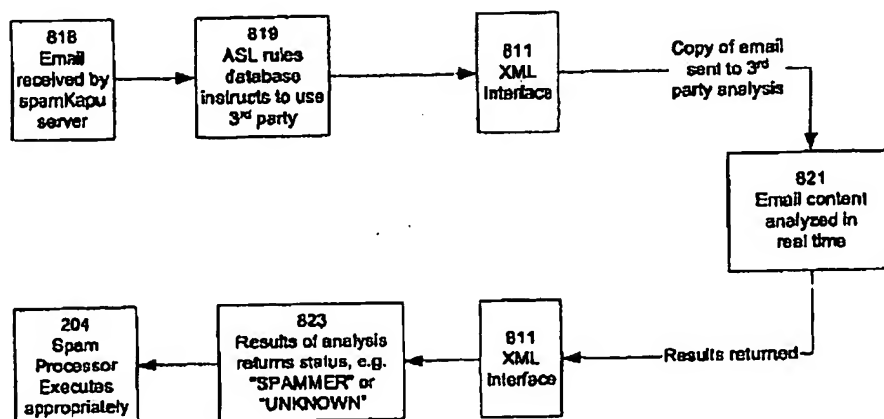 818
Email
received by
spamKapu
server
819
ASL rules
database
instructs to use
3rd party
811
XML
Interface
Copy of email
sent to 3rd
party analysis
821
Email content
analyzed in
real time
204
Spam
Processor
Executes
appropriately
823
Results of analysis
returns status, e.g.
"SPAMMER" or
"UNKNOWN"
811
XML
Interface
Results returned